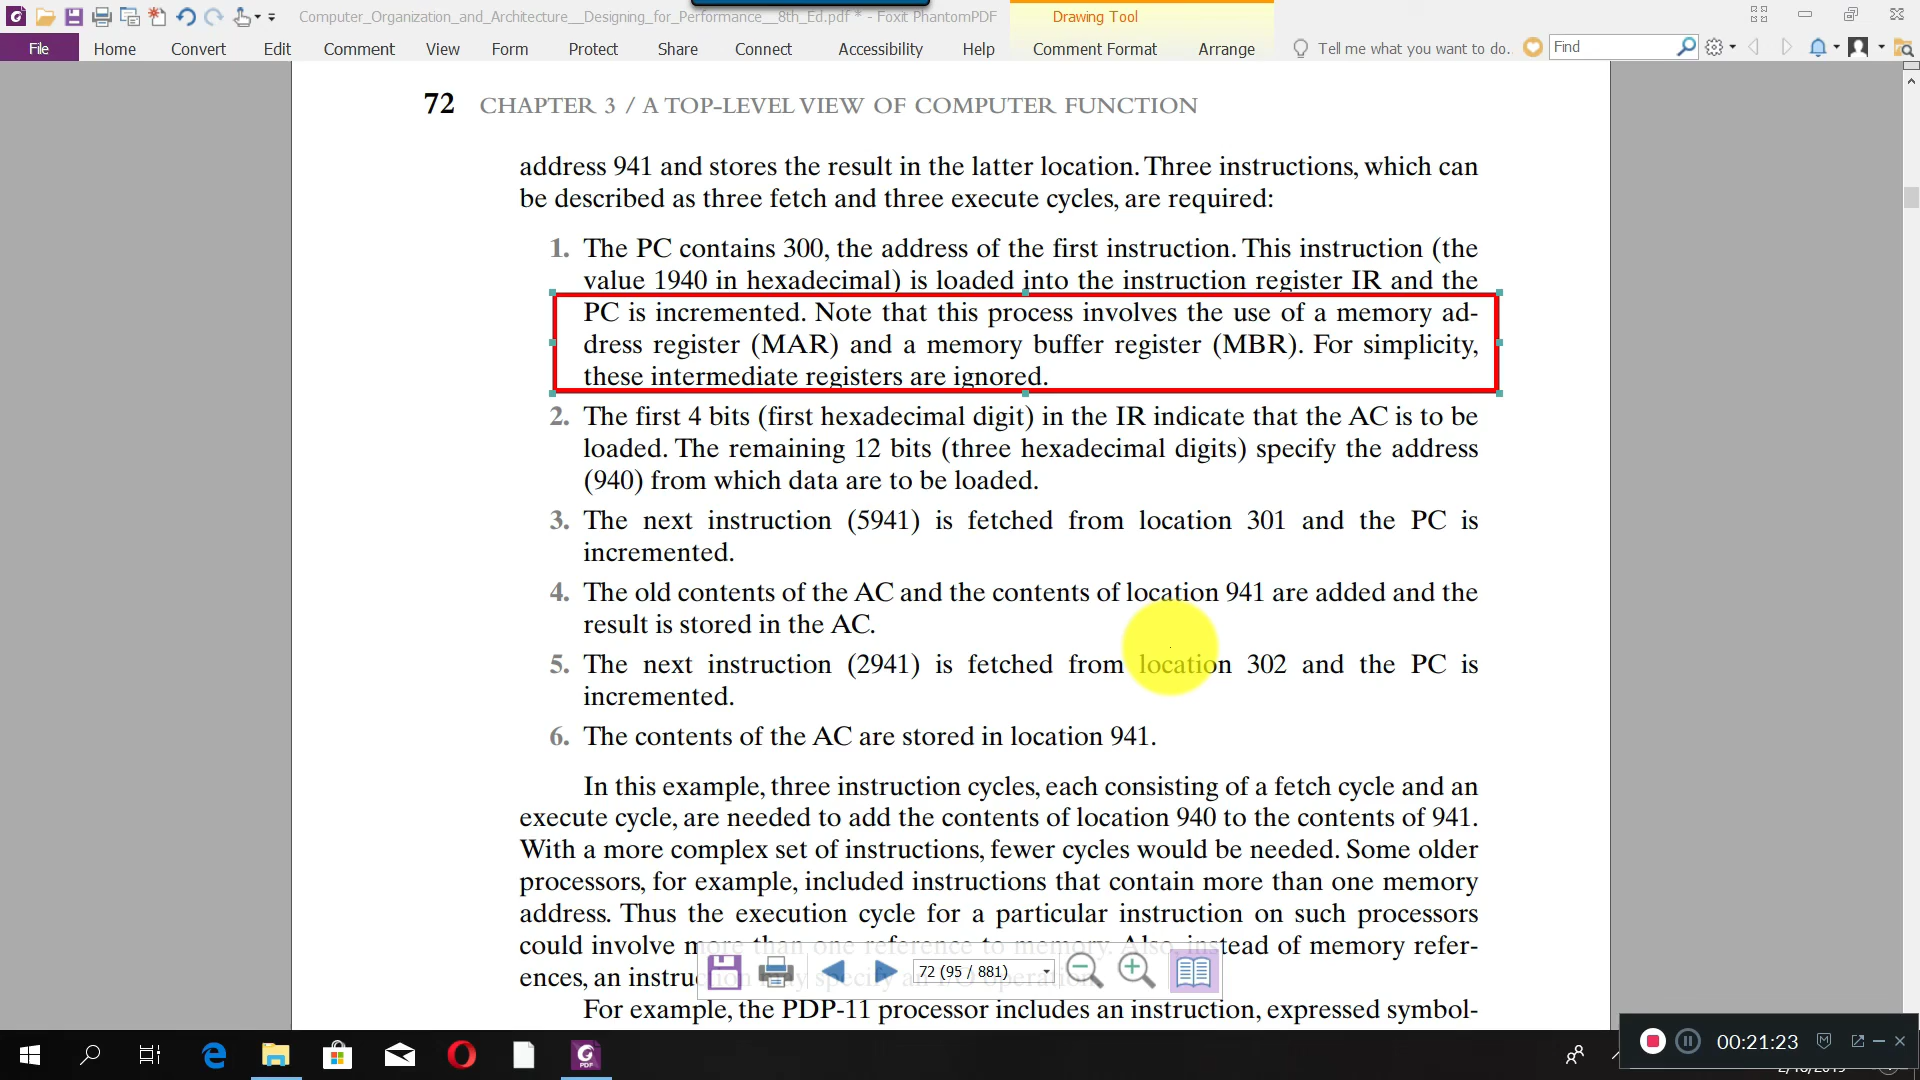 Computer_Organization_and_Architecture__Designing_for_Performance__8th_Ed.pdf * - Foxit PhantomPDF
Drawing Tool
File Home Convert Edit Comment View Form Protect Share Connect Accessibility Help Comment Format Arrange Tell me what you want to do.. Find
72 CHAPTER 3 / A TOP-LEVEL VIEW OF COMPUTER FUNCTION
address 941 and stores the result in the latter location. Three instructions, which can
be described as three fetch and three execute cycles, are required:
1. The PC contains 300, the address of the first instruction. This instruction (the
value 1940 in hexadecimal) is loaded into the instruction register IR and the
PC is incremented. Note that this process involves the use of a memory ad-
dress register (MAR) and a memory buffer register (MBR). For simplicity,
these intermediate registers are ignored.
2. The first 4 bits (first hexadecimal digit) in the IR indicate that the AC is to be
loaded. The remaining 12 bits (three hexadecimal digits) specify the address
(940) from which data are to be loaded.
3. The next instruction (5941) is fetched from location 301 and the PC is
incremented.
4. The old contents of the AC and the contents of location 941 are added and the
result is stored in the AC.
5. The next instruction (2941) is fetched from location 302 and the PC is
incremented.
6. The contents of the AC are stored in location 941.
In this example, three instruction cycles, each consisting of a fetch cycle and an
execute cycle, are needed to add the contents of location 940 to the contents of 941.
With a more complex set of instructions, fewer cycles would be needed. Some older
processors, for example, included instructions that contain more than one memory
address. Thus the execution cycle for a particular instruction on such processors
could involve more than one reference to memory. Also, instead of memory refer-
ences, an instruction may specify an I/O operation
72 (95 / 881)
For example, the PDP-11 processor includes an instruction, expressed symbol-
00:21:23